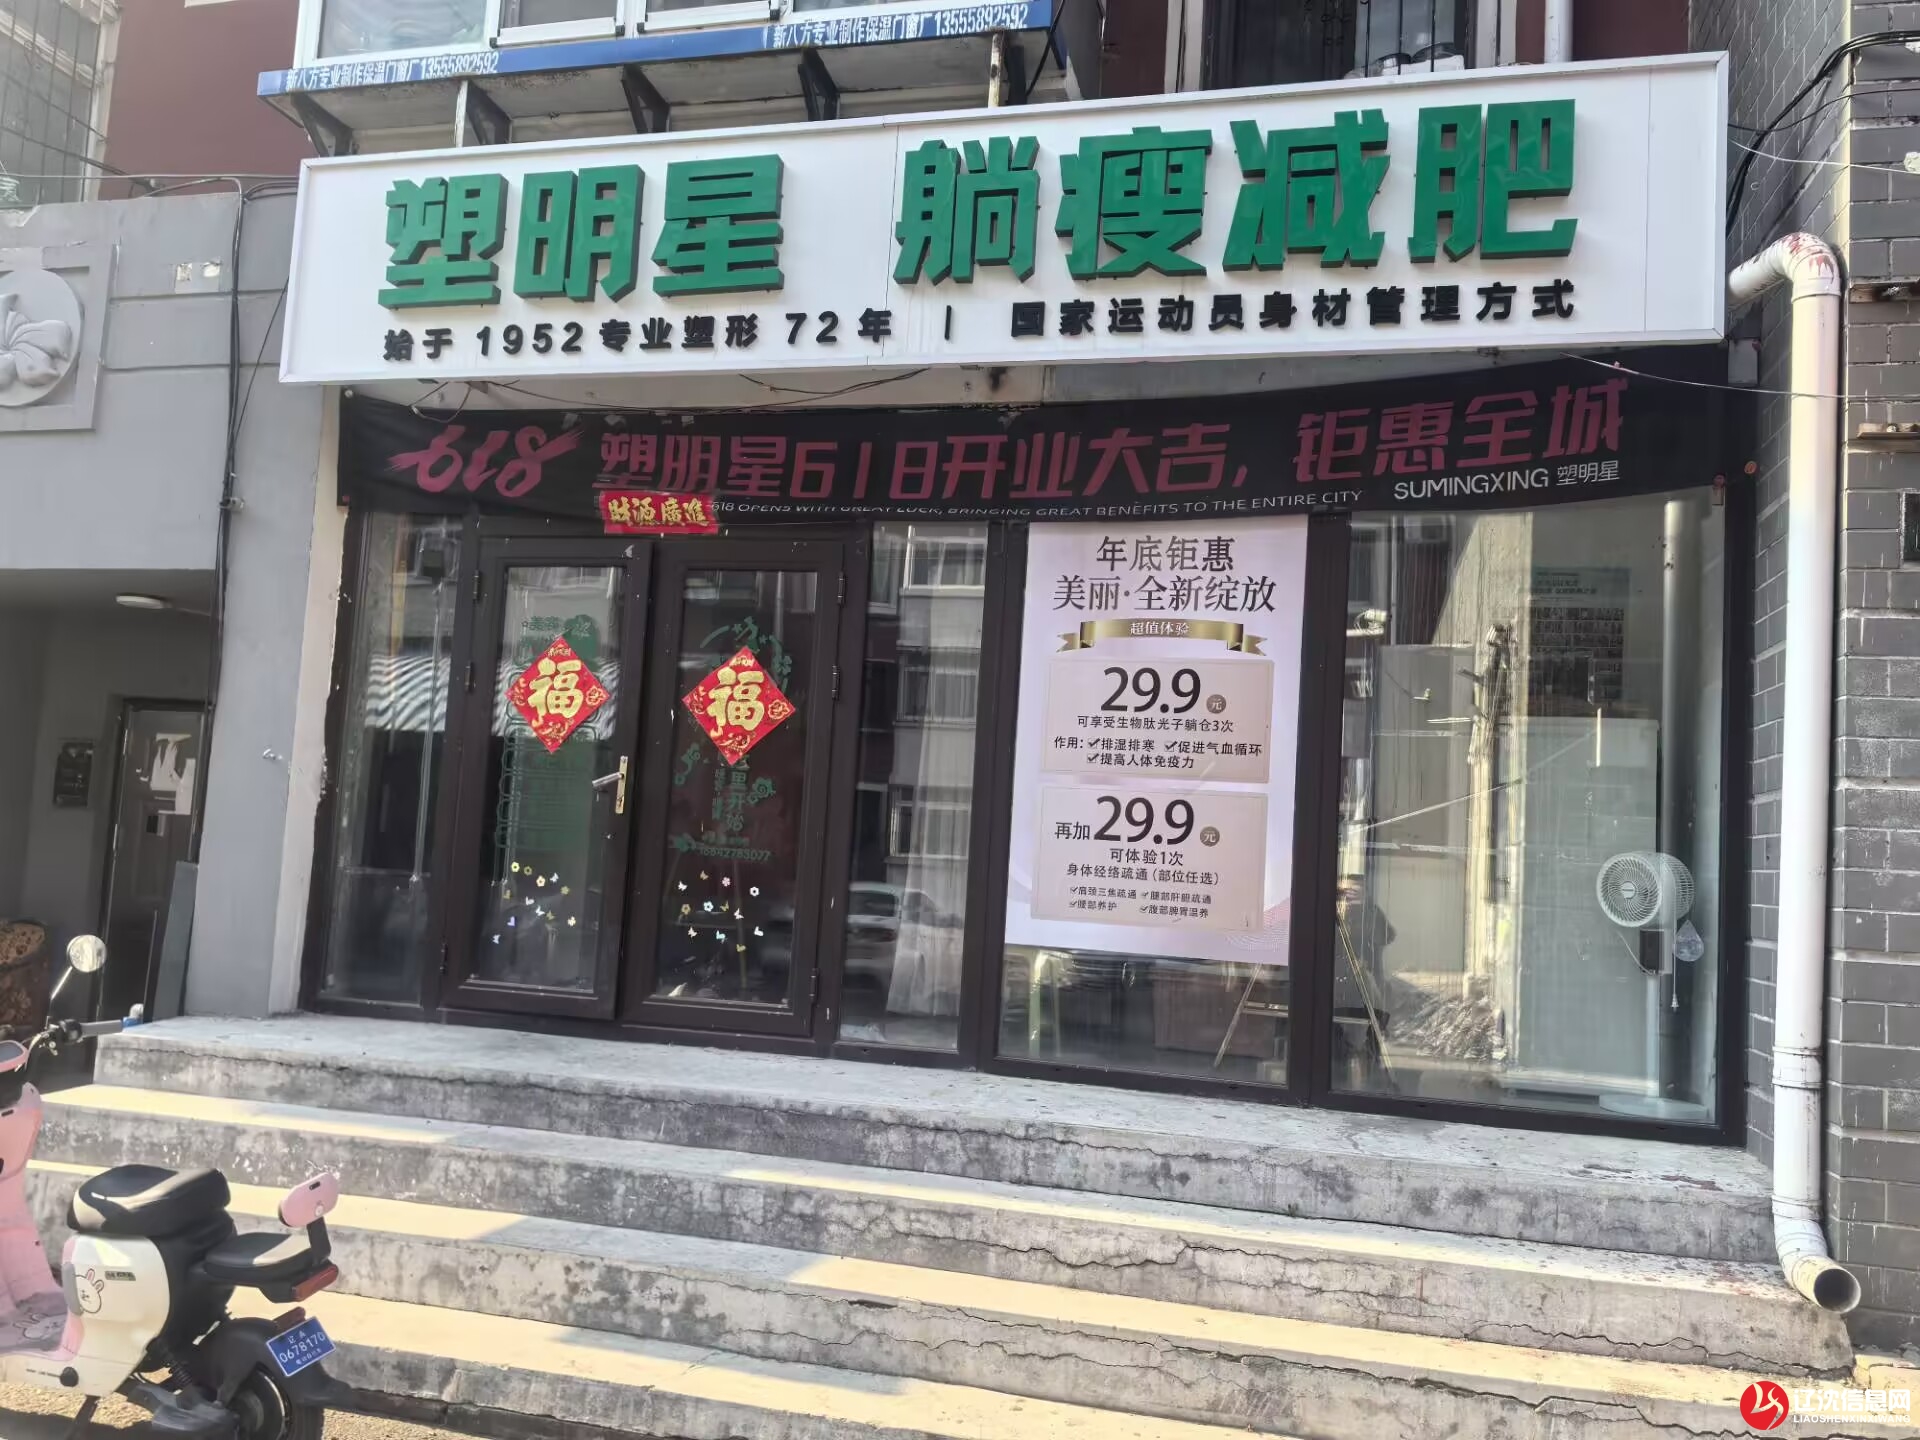 新八方专业制作保温门窗厂13555892592
新八方专业制作保温门窗厂13555892592
塑明星 躺瘦减肥
始于 1952 专业塑形 72 年 | 国家运动员身材管理方式
618 塑明星618开业大吉，钜惠全城
618 OPENS WITH GREAT LUCK, BRINGING GREAT BENEFITS TO THE ENTIRE CITY
SUMINGXING 塑明星
财源廣進
福
福
里开始
年底钜惠
美丽·全新绽放
超值体验
29.9元
可享受生物肽光子躺仓3次
作用：✓排湿排寒 ✓促进气血循环
✓提高人体免疫力
再加29.9元
可体验1次
身体经络疏通（部位任选）
✓肩颈三焦疏通 ✓腰部肝胆疏通
✓腰部养护 ✓腹部脾胃温养
0678170
辽沈信息网
LIAOSHENXINXIWANG